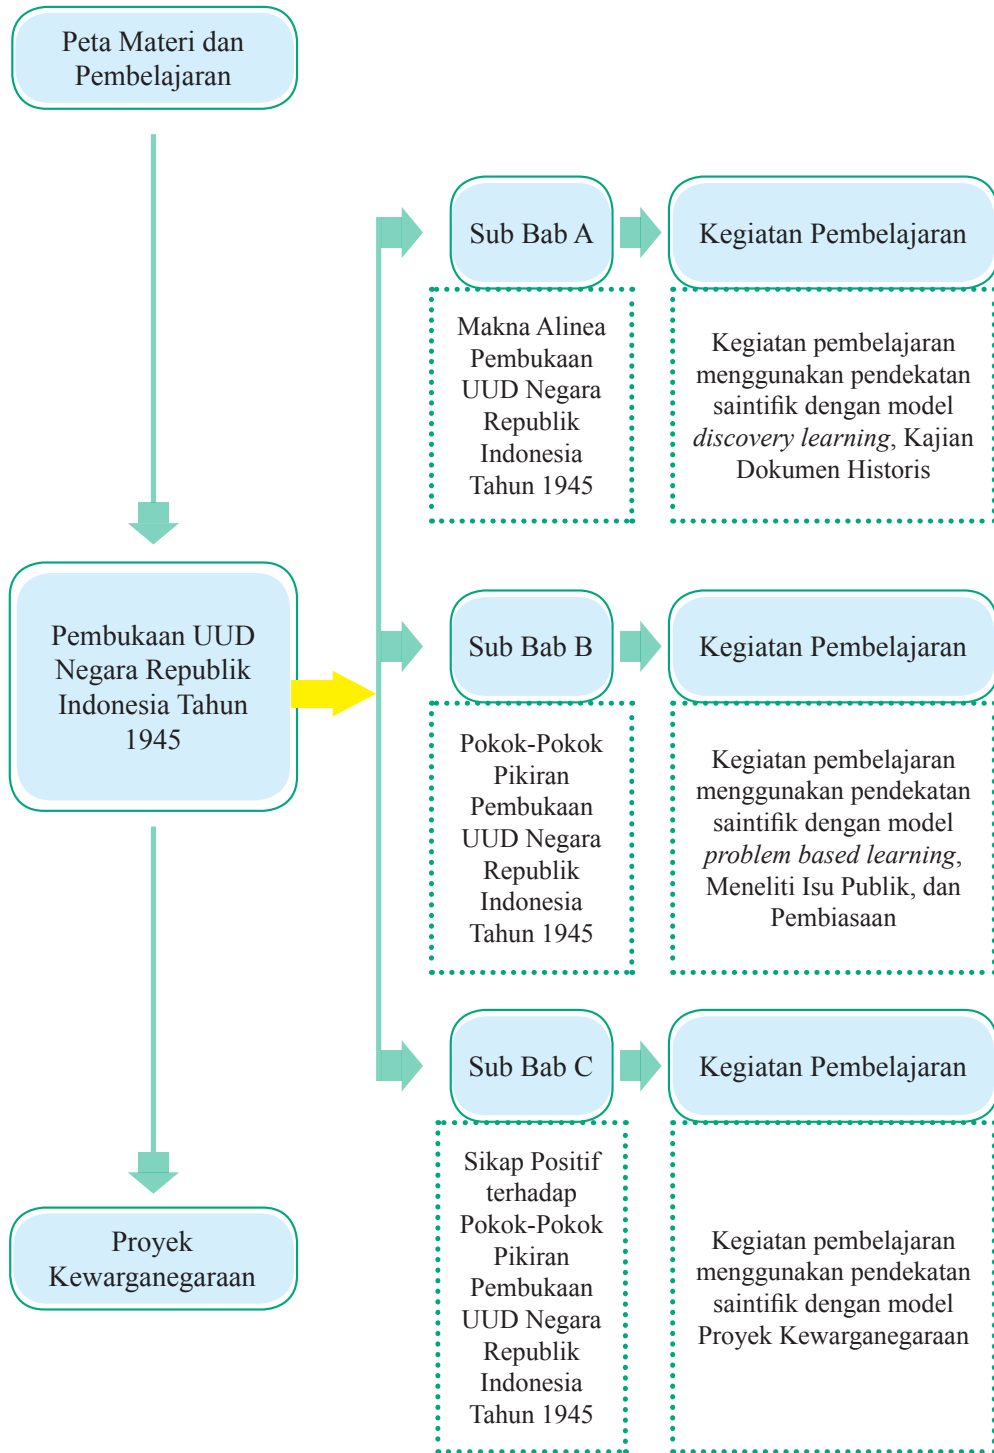 Peta Materi dan
Pembelajaran
Sub Bab A
Kegiatan Pembelajaran
Makna Alinea
Pembukaan
UUD Negara
Republik
Indonesia
Tahun 1945
Kegiatan pembelajaran
menggunakan pendekatan
saintifik dengan model
discovery learning, Kajian
Dokumen Historis
Pembukaan UUD
Negara Republik
Indonesia Tahun
1945
Sub Bab B
Kegiatan Pembelajaran
Pokok-Pokok
Pikiran
Pembukaan
UUD Negara
Republik
Indonesia
Tahun 1945
Kegiatan pembelajaran
menggunakan pendekatan
saintifik dengan model
problem based learning,
Meneliti Isu Publik, dan
Pembiasaan
Sub Bab C
Kegiatan Pembelajaran
Sikap Positif
terhadap
Pokok-Pokok
Pikiran
Pembukaan
UUD Negara
Republik
Indonesia
Tahun 1945
Kegiatan pembelajaran
menggunakan pendekatan
saintifik dengan model
Proyek Kewarganegaraan
Proyek
Kewarganegaraan